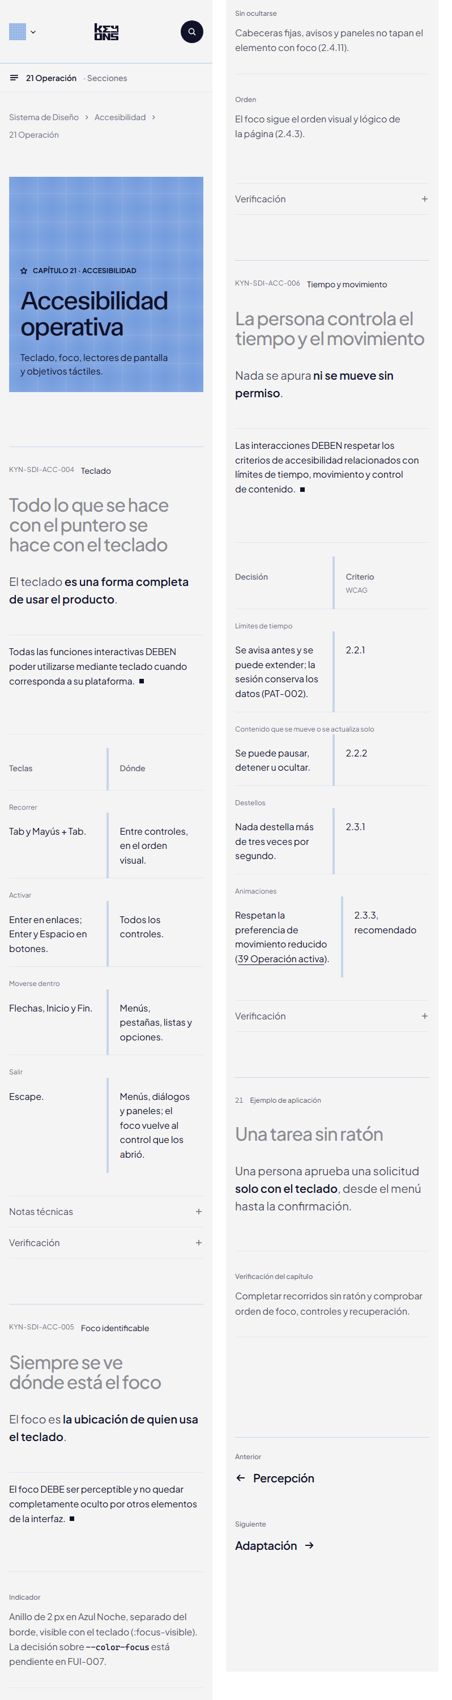 KEY
ONS
21 Operación · Secciones
Sistema de Diseño > Accesibilidad >
21 Operación
CAPÍTULO 21 · ACCESIBILIDAD
Accesibilidad
operativa
Teclado, foco, lectores de pantalla
y objetivos táctiles.
KYN-SDI-ACC-004 Teclado
Todo lo que se hace
con el puntero se
hace con el teclado
El teclado es una forma completa
de usar el producto.
Todas las funciones interactivas DEBEN
poder utilizarse mediante teclado cuando
corresponda a su plataforma. ■
Teclas Dónde
Recorrer
Tab y Mayús + Tab. Entre controles,
en el orden
visual.
Activar
Enter en enlaces; Todos los
Enter y Espacio en controles.
botones.
Moverse dentro
Flechas, Inicio y Fin. Menús,
pestañas, listas y
opciones.
Salir
Escape. Menús, diálogos
y paneles; el
foco vuelve al
control que los
abrió.
Notas técnicas +
Verificación +
KYN-SDI-ACC-005 Foco identificable
Siempre se ve
dónde está el foco
El foco es la ubicación de quien usa
el teclado.
El foco DEBE ser perceptible y no quedar
completamente oculto por otros elementos
de la interfaz. ■
Indicador
Anillo de 2 px en Azul Noche, separado del
borde, visible con el teclado (:focus-visible).
La decisión sobre --color-focus está
pendiente en FUI-007.
Sin ocultarse
Cabeceras fijas, avisos y paneles no tapan el
elemento con foco (2.4.11).
Orden
El foco sigue el orden visual y lógico de
la página (2.4.3).
Verificación +
KYN-SDI-ACC-006 Tiempo y movimiento
La persona controla el
tiempo y el movimiento
Nada se apura ni se mueve sin
permiso.
Las interacciones DEBEN respetar los
criterios de accesibilidad relacionados con
límites de tiempo, movimiento y control
de contenido. ■
Decisión Criterio
WCAG
Límites de tiempo
Se avisa antes y se 2.2.1
puede extender; la
sesión conserva los
datos (PAT-002).
Contenido que se mueve o se actualiza solo
Se puede pausar, 2.2.2
detener u ocultar.
Destellos
Nada destella más 2.3.1
de tres veces por
segundo.
Animaciones
Respetan la 2.3.3,
preferencia de recomendado
movimiento reducido
(39 Operación activa).
Verificación +
21 Ejemplo de aplicación
Una tarea sin ratón
Una persona aprueba una solicitud
solo con el teclado, desde el menú
hasta la confirmación.
Verificación del capítulo
Completar recorridos sin ratón y comprobar
orden de foco, controles y recuperación.
Anterior
← Percepción
Siguiente
Adaptación →